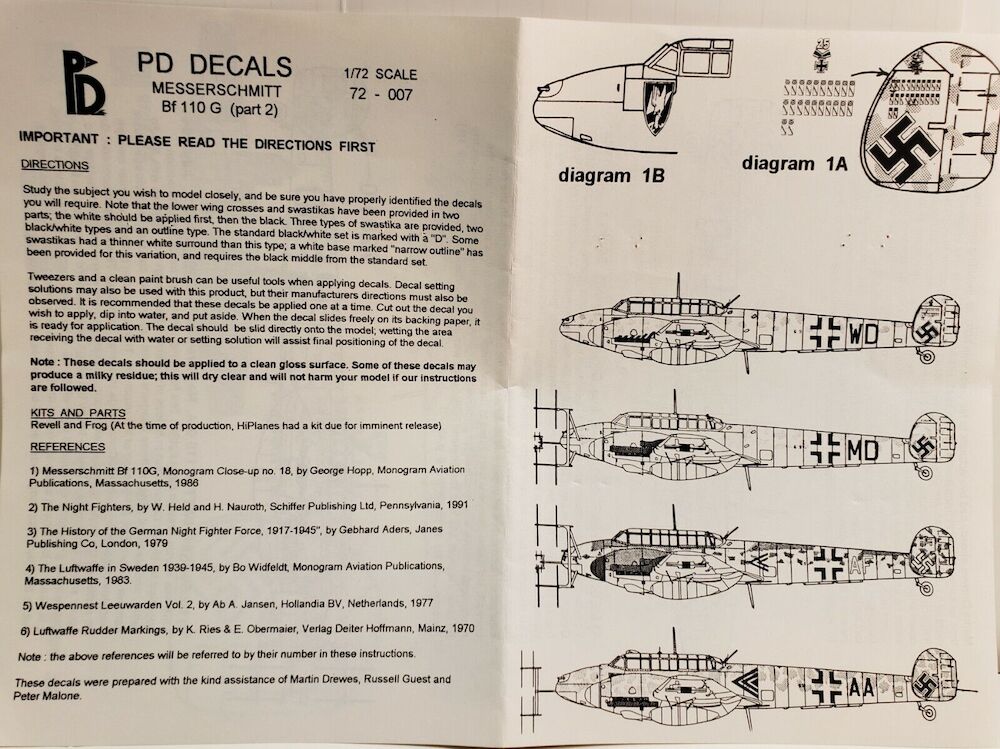 PD
PD DECALS
MESSERSCHMITT
Bf 110 G (part 2)
1/72 SCALE
72 - 007
IMPORTANT : PLEASE READ THE DIRECTIONS FIRST
DIRECTIONS
Study the subject you wish to model closely, and be sure you have properly identified the decals
you will require. Note that the lower wing crosses and swastikas have been provided in two
parts; the white should be applied first, then the black. Three types of swastika are provided, two
black/white types and an outline type. The standard black/white set is marked with a "D". Some
swastikas had a thinner white surround than this type; a white base marked "narrow outline" has
been provided for this variation, and requires the black middle from the standard set.
Tweezers and a clean paint brush can be useful tools when applying decals. Decal setting
solutions may also be used with this product, but their manufacturers directions must also be
observed. It is recommended that these decals be applied one at a time. Cut out the decal you
wish to apply, dip into water, and put aside. When the decal slides freely on its backing paper, it
is ready for application. The decal should be slid directly onto the model; wetting the area
receiving the decal with water or setting solution will assist final positioning of the decal.
Note : These decals should be applied to a clean gloss surface. Some of these decals may
produce a milky residue; this will dry clear and will not harm your model if our instructions
are followed.
KITS AND PARTS
Revell and Frog (At the time of production, HiPlanes had a kit due for imminent release)
REFERENCES
1) Messerschmitt Bf 110G, Monogram Close-up no. 18, by George Hopp, Monogram Aviation
Publications, Massachusetts, 1986
2) The Night Fighters, by W. Held and H. Nauroth, Schiffer Publishing Ltd, Pennsylvania, 1991
3) The History of the German Night Fighter Force, 1917-1945", by Gebhard Aders, Janes
Publishing Co, London, 1979
4) The Luftwaffe in Sweden 1939-1945, by Bo Widfeldt, Monogram Aviation Publications,
Massachusetts, 1983.
5) Wespennest Leeuwarden Vol. 2, by Ab A. Jansen, Hollandia BV, Netherlands, 1977
6) Luftwaffe Rudder Markings, by K. Ries & E. Obermaier, Verlag Deiter Hoffmann, Mainz, 1970
Note : the above references will be referred to by their number in these instructions.
These decals were prepared with the kind assistance of Martin Drewes, Russell Guest and
Peter Malone.
25
diagram 1B
diagram 1A
WD
MD
A
AA